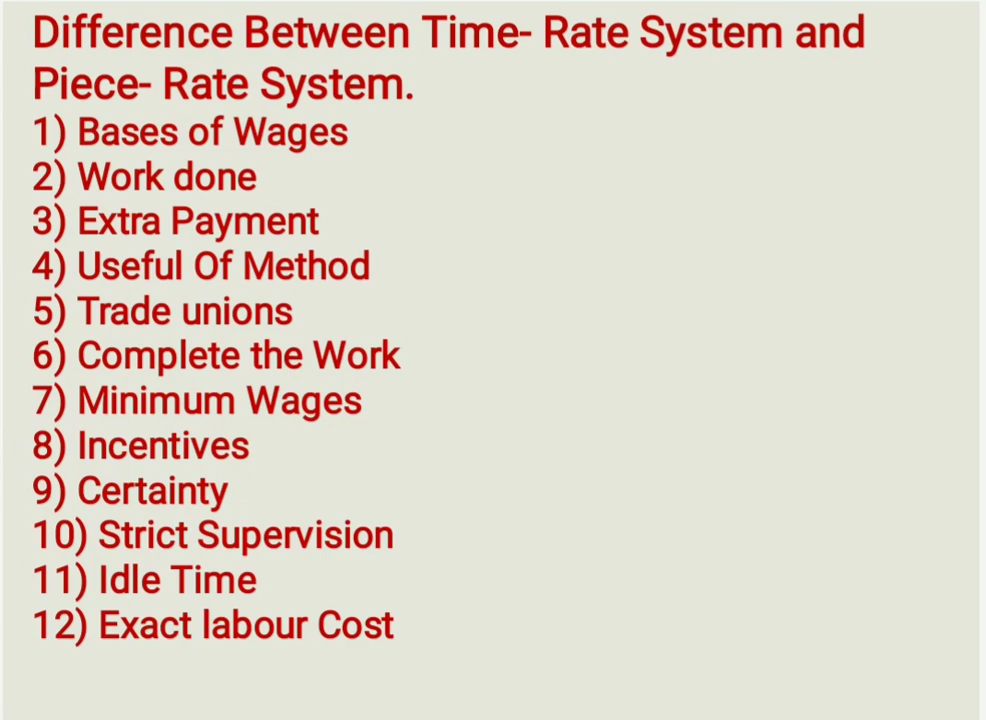 Difference Between Time- Rate System and
Piece- Rate System.
1) Bases of Wages
2) Work done
3) Extra Payment
4) Useful Of Method
5) Trade unions
6) Complete the Work
7) Minimum Wages
8) Incentives
9) Certainty
10) Strict Supervision
11) Idle Time
12) Exact labour Cost